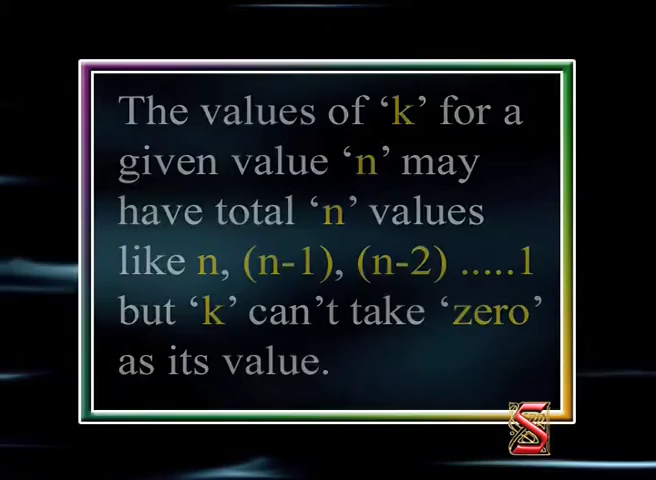 The values of ‘k’ for a
given value ‘n’ may
have total ‘n’ values
like n, (n-1), (n-2) .....1
but ‘k’ can’t take ‘zero’
as its value.
S